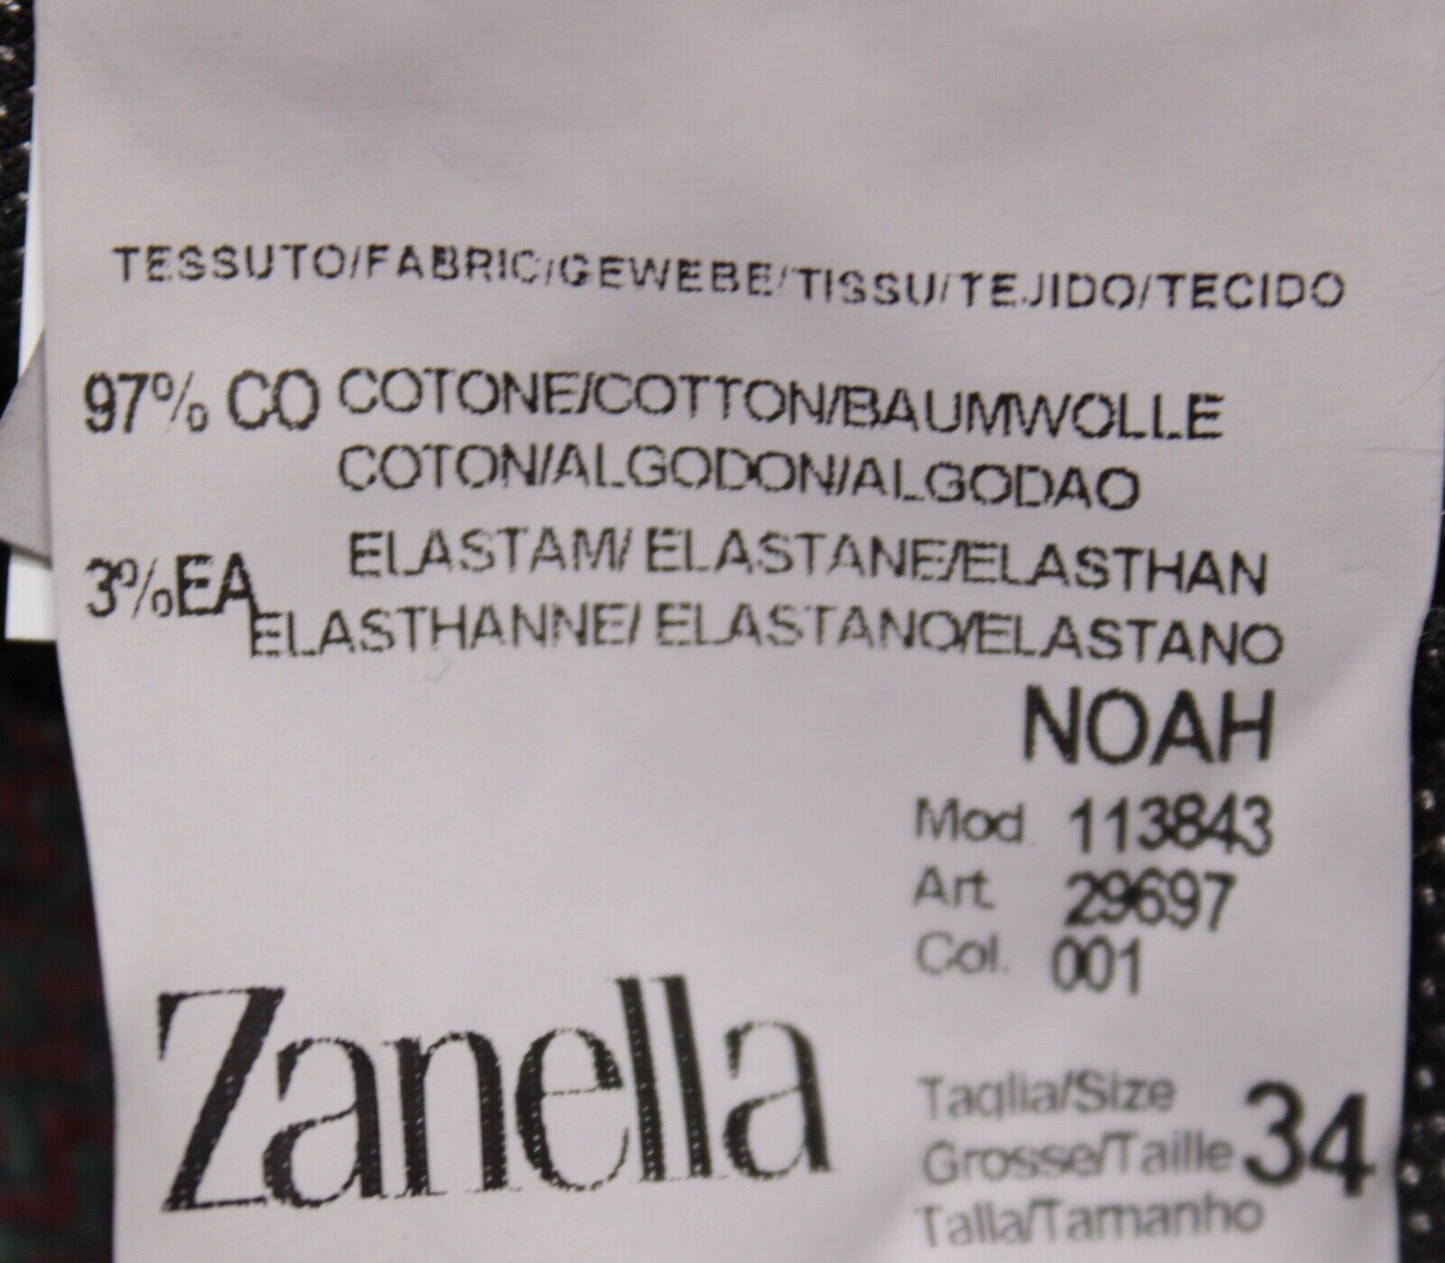 TESSUTO/FABRIC/GEWEBE/TISSU/TEJIDO/TECIDO
97% CO COTONE/COTTON/BAUMWOLLE
COTON/ALGODON/ALGODAO
3%EA ELASTAM/ ELASTANE/ELASTHAN
ELASTHANNE/ ELASTANO/ELASTANO
NOAH
Mod 113843
Art. 29697
Col. 001
Zanella
Taglia/Size
Grosse/Taille 34
Talla/Tamanho